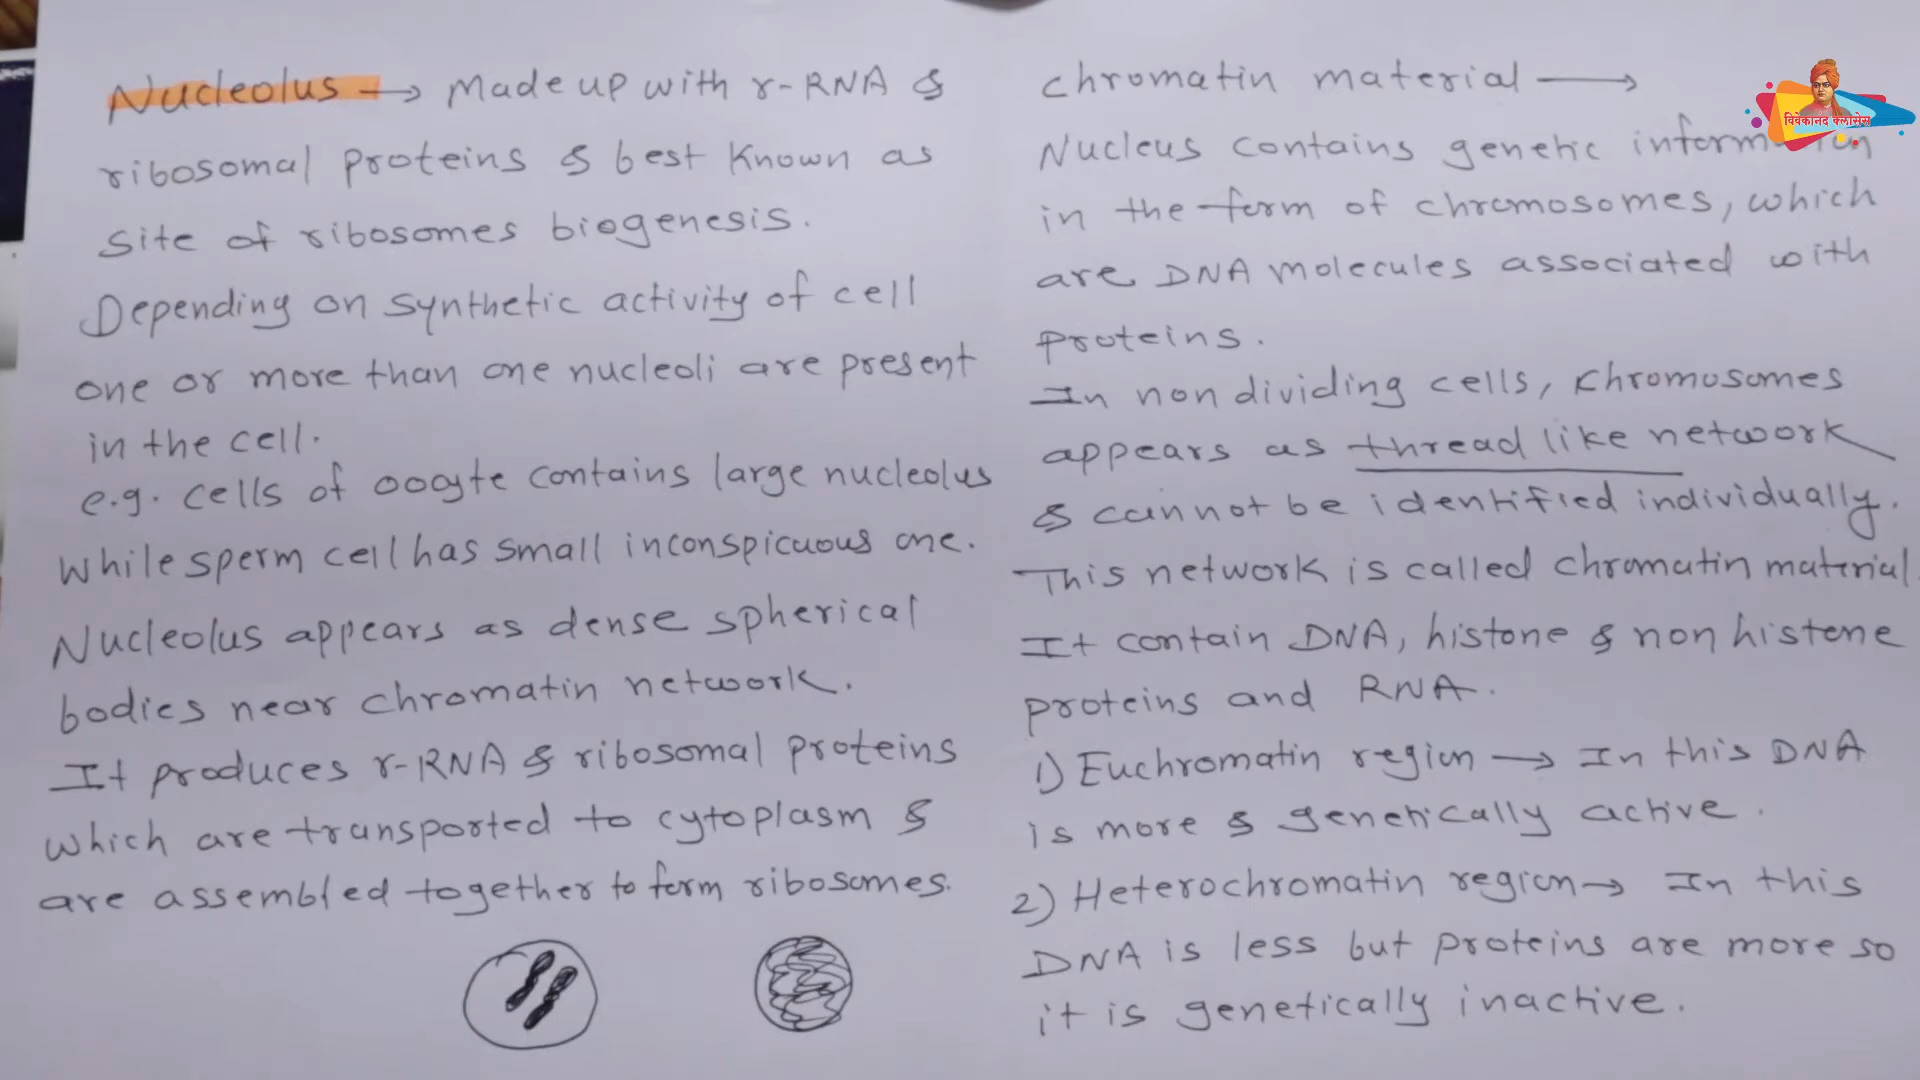 Nucleolus → Made up with r-RNA &
ribosomal proteins & best known as
site of ribosomes biogenesis.
Depending on synthetic activity of cell
one or more than one nucleoli are present
in the cell.
e.g. cells of oocyte contains large nucleolus
while sperm cell has small inconspicuous one.
Nucleolus appears as dense spherical
bodies near chromatin network.
It produces r-RNA & ribosomal proteins
which are transported to cytoplasm &
are assembled together to form ribosomes.
chromatin material →
Nucleus contains genetic information
in the form of chromosomes, which
are DNA molecules associated with
proteins.
In non dividing cells, chromosomes
appears as thread like network
& cannot be identified individually.
This network is called chromatin material.
It contain DNA, histone & non histone
proteins and RNA.
1) Euchromatin region → In this DNA
is more & genetically active.
2) Heterochromatin region → In this
DNA is less but proteins are more so
it is genetically inactive.
विवेकानंद क्लासेस